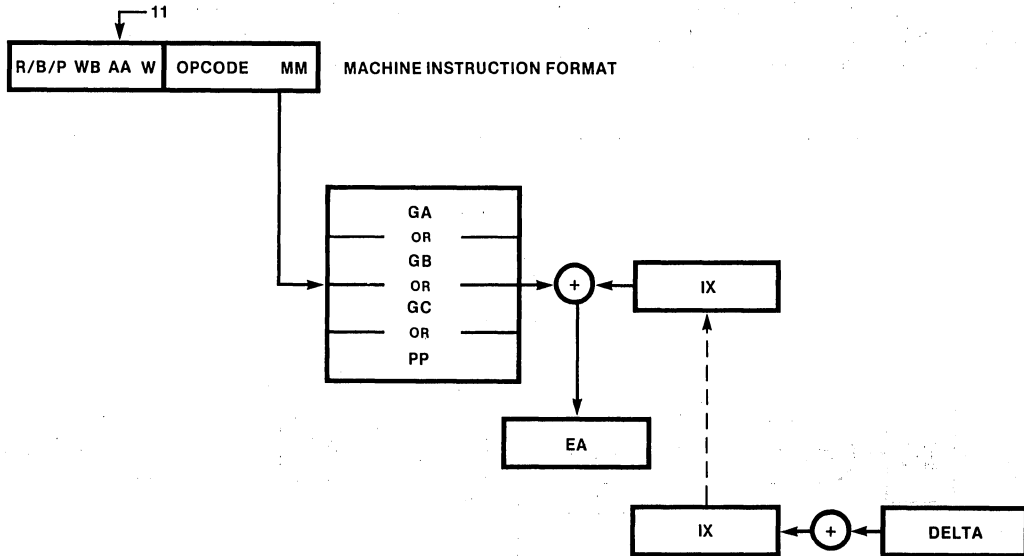 11
R/B/P WB AA W OPCODE MM MACHINE INSTRUCTION FORMAT
GA
OR
GB
OR
GC
OR
PP
+
IX
EA
IX
+
DELTA